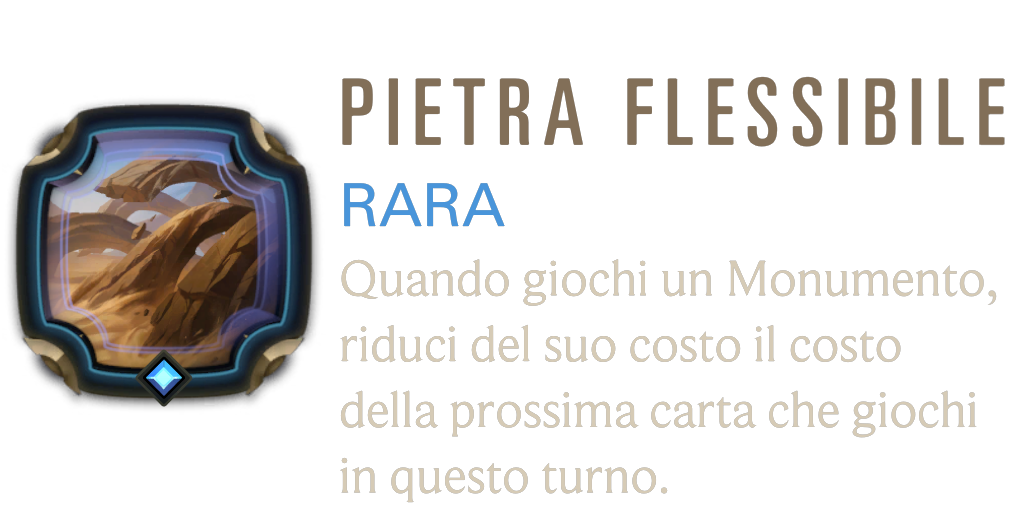 PIETRA FLESSIBILE
RARA
Quando giochi un Monumento,
riduci del suo costo il costo
della prossima carta che giochi
in questo turno.